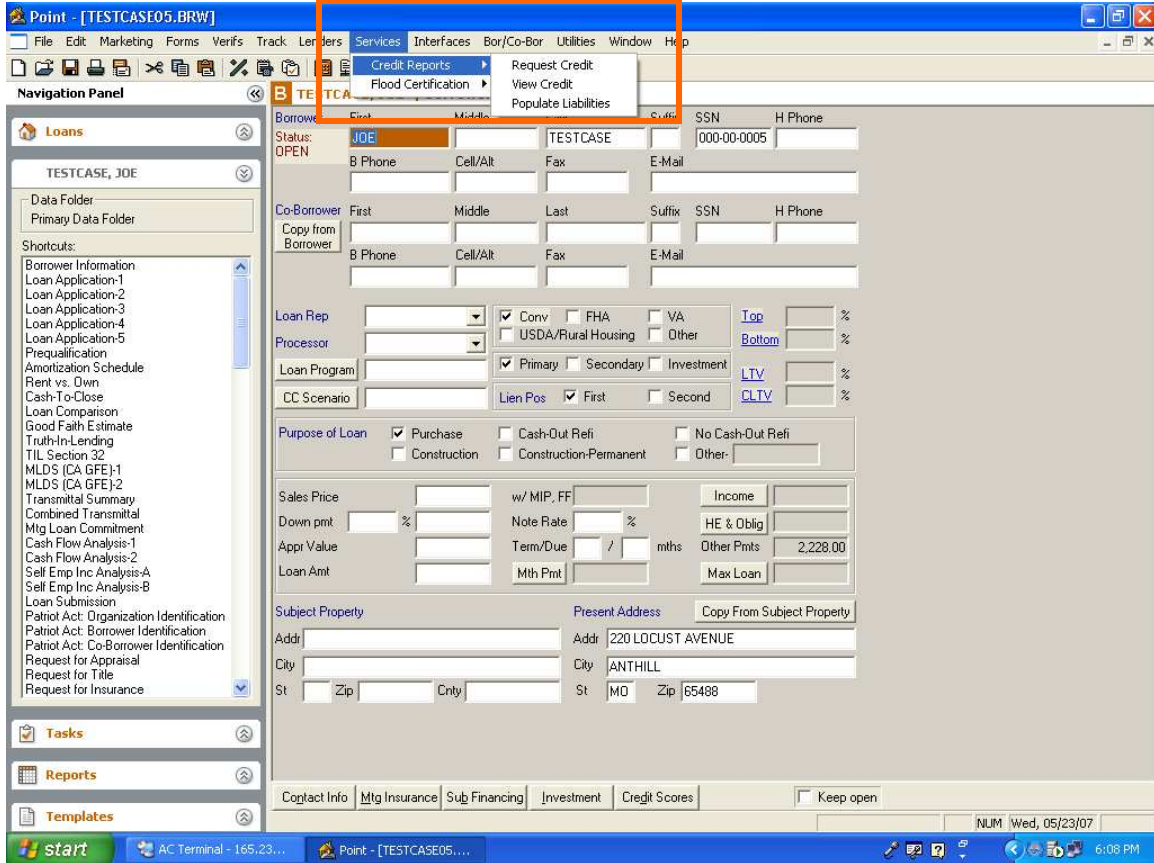 Point - [TESTCASE05.BRW]
File Edit Marketing Forms Verifs Track Lenders Services Interfaces Bor/Co-Bor Utilities Window Help
Credit Reports
Flood Certification
Request Credit
View Credit
Populate Liabilities
Navigation Panel
B TESTCA
Loans
TESTCASE, JOE
Data Folder
Primary Data Folder
Shortcuts:
Borrower Information
Loan Application-1
Loan Application-2
Loan Application-3
Loan Application-4
Loan Application-5
Prequalification
Amortization Schedule
Rent vs. Own
Cash-To-Close
Loan Comparison
Good Faith Estimate
Truth-In-Lending
TIL Section 32
MLDS (CA GFE)-1
MLDS (CA GFE)-2
Transmittal Summary
Combined Transmittal
Mtg Loan Commitment
Cash Flow Analysis-1
Cash Flow Analysis-2
Self Emp Inc Analysis-A
Self Emp Inc Analysis-B
Loan Submission
Patriot Act: Organization Identification
Patriot Act: Borrower Identification
Patriot Act: Co-Borrower Identification
Request for Appraisal
Request for Title
Request for Insurance
Tasks
Reports
Templates
Borrower First Middle Suffix SSN H Phone
Status: JOE TESTCASE 000-00-0005
OPEN
B Phone Cell/Alt Fax E-Mail
Co-Borrower First Middle Last Suffix SSN H Phone
Copy from Borrower
B Phone Cell/Alt Fax E-Mail
Loan Rep Conv FHA VA Top %
USDA/Rural Housing Other Bottom %
Processor
Loan Program Primary Secondary Investment LTV %
CC Scenario Lien Pos First Second CLTV %
Purpose of Loan Purchase Cash-Out Refi No Cash-Out Refi
Construction Construction-Permanent Other-
Sales Price w/ MIP, FF Income
Down pmt % Note Rate % HE & Oblig
Appr Value Term/Due / mths Other Pmts 2,228.00
Loan Amt Mth Pmt Max Loan
Subject Property Present Address Copy From Subject Property
Addr Addr 220 LOCUST AVENUE
City City ANTHILL
St Zip Cnty St MO Zip 65488
Contact Info Mtg Insurance Sub Financing Investment Credit Scores Keep open
NUM Wed, 05/23/07
start AC Terminal - 165.23... Point - [TESTCASE05.... 6:08 PM